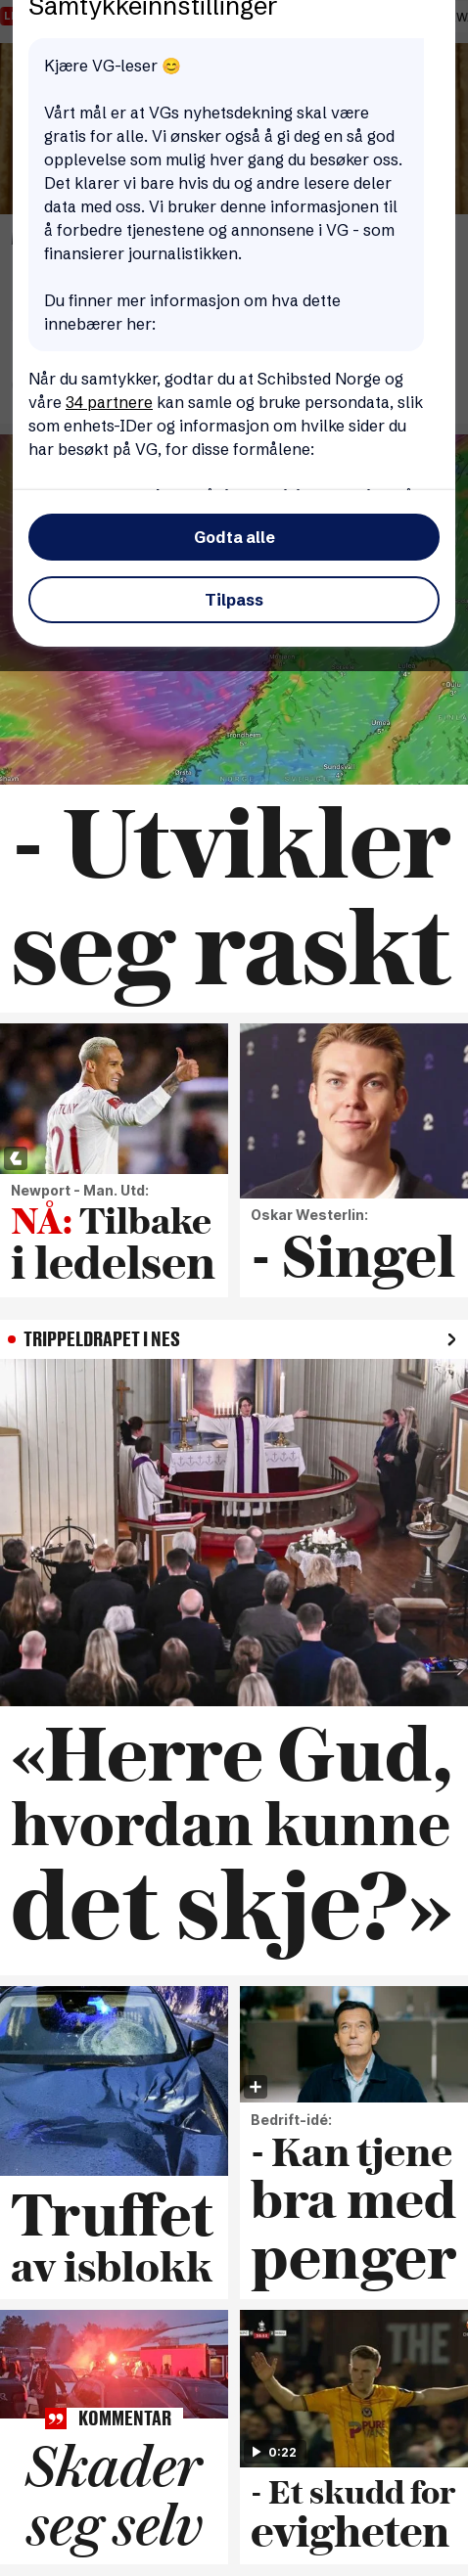 Samtykkeinnstillinger
Kjære VG-leser 😊
Vårt mål er at VGs nyhetsdekning skal være
gratis for alle. Vi ønsker også å gi deg en så god
opplevelse som mulig hver gang du besøker oss.
Det klarer vi bare hvis du og andre lesere deler
data med oss. Vi bruker denne informasjonen til
å forbedre tjenestene og annonsene i VG - som
finansierer journalistikken.
Du finner mer informasjon om hva dette
innebærer her:
Når du samtykker, godtar du at Schibsted Norge og
våre 34 partnere kan samle og bruke persondata, slik
som enhets-IDer og informasjon om hvilke sider du
har besøkt på VG, for disse formålene:
Godta alle
Tilpass
Trondheim
Umeå
5°
Ørsta
Sundsvall
4°
- Utvikler
seg raskt
21
Newport - Man. Utd:
NÅ: Tilbake
i ledelsen
Oskar Westerlin:
- Singel
TRIPPELDRAPET I NES
«Herre Gud,
hvordan kunne
det skje?»
Truffet
av isblokk
Bedrift-idé:
- Kan tjene
bra med
penger
KOMMENTAR
Skader
seg selv
0:22
- Et skudd for
evigheten